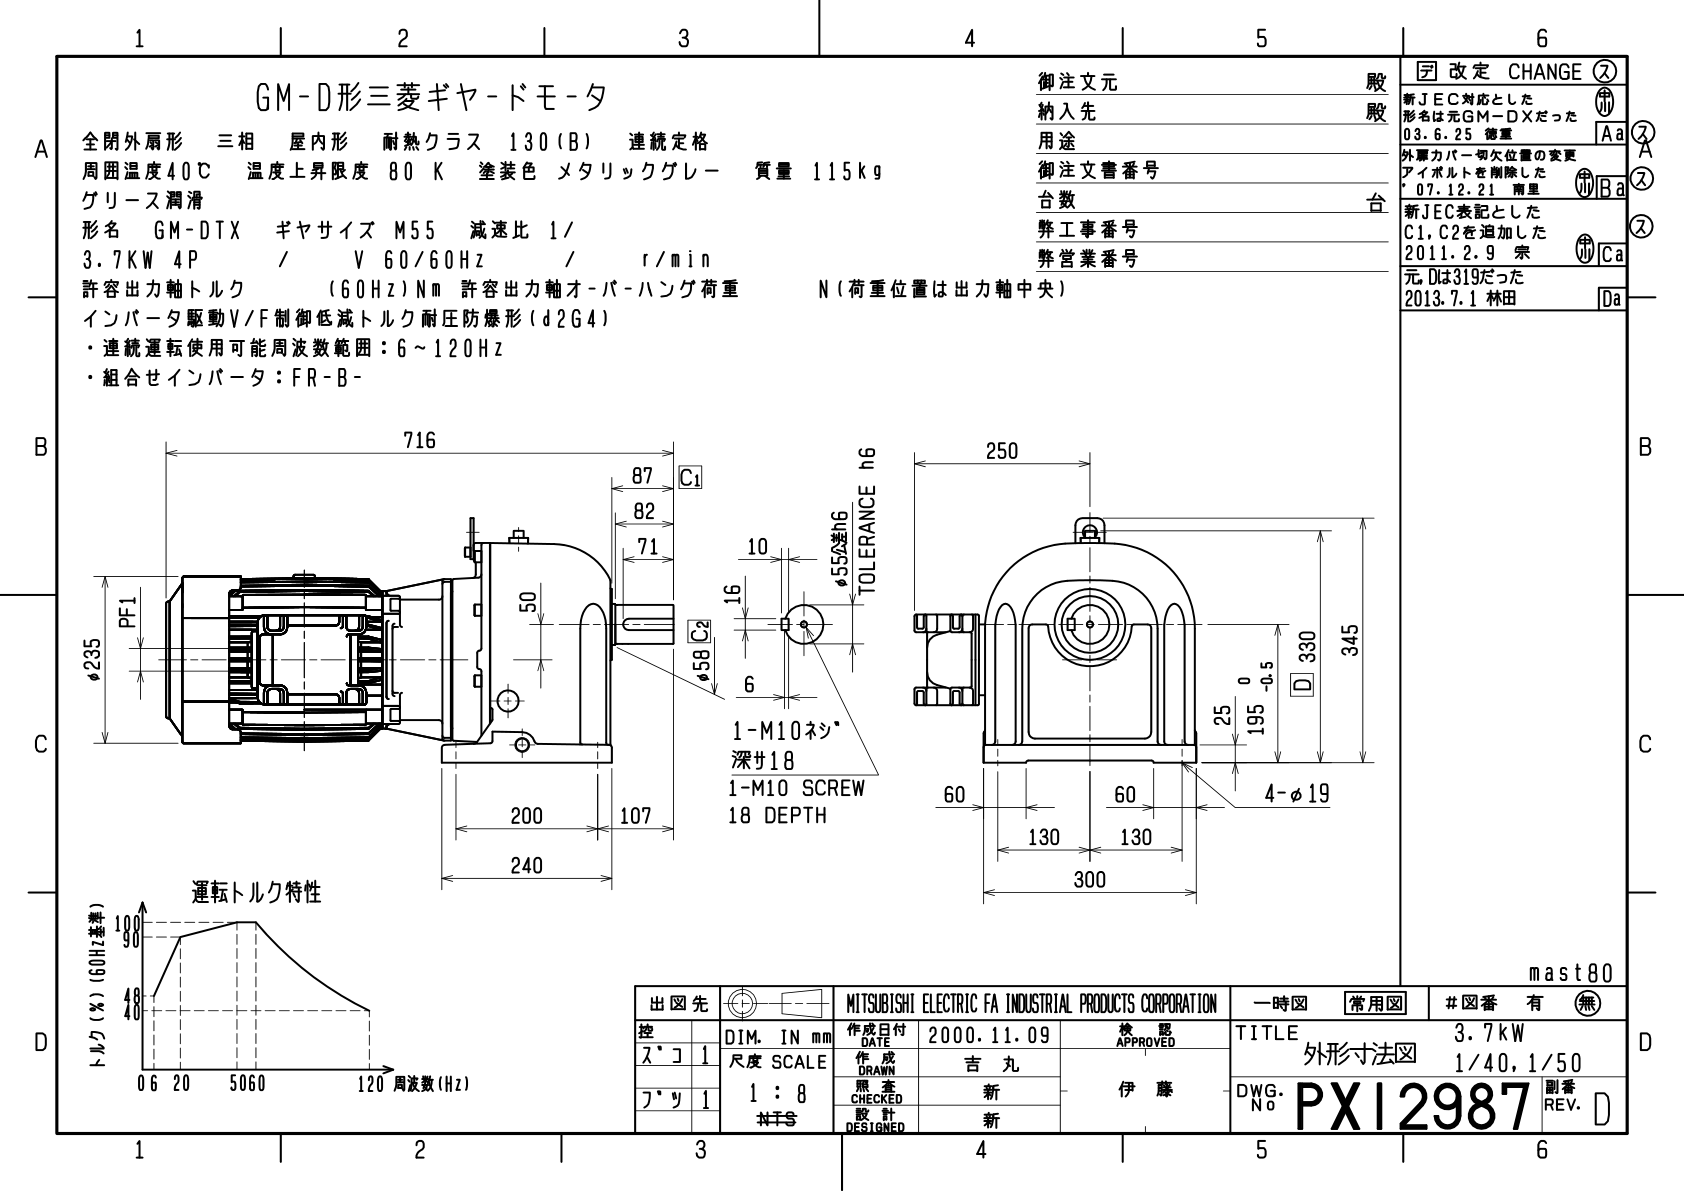 1 2 3 4 5 6
GM-D形三菱ギヤードモータ
全閉外扇形 三相 屋内形 耐熱クラス 130(B) 連続定格
周囲温度40℃ 温度上昇限度 80 K 塗装色 メタリックグレー 質量 115kg
グリース潤滑
形名 GM-DTX ギヤサイズ M55 減速比 1/
3.7KW 4P / V 60/60Hz / r/min
許容出力軸トルク (60Hz)Nm 許容出力軸オーバーハング荷重 N(荷重位置は出力軸中央)
インバータ駆動V/F制御低減トルク耐圧防爆形(d2G4)
・連続運転使用可能周波数範囲：6～120Hz
・組合せインバータ：FR-B-
御注文元 殿
納入先 殿
用途
御注文書番号
台数 台
弊工事番号
弊営業番号
デ 改定 CHANGE ス
新JEC対応とした
形名は元GM-DXだった
03.6.25 徳重 Aa ス
外扇カバー切欠位置の変更
アイボルトを削除した
'07.12.21 南里 Ba ス
新JEC表記とした
C1,C2を追加した
2011.2.9 宗 Ca ス
元,Dは319だった
2013.7.1 林田 Da
A A
B B
C C
D D
716
87 C1
82
71
50
φ235
PF1
φ58 C2
200 107
240
10
16
6
φ55公差h6
TOLERANCE h6
1-M10ネジ
深サ18
1-M10 SCREW
18 DEPTH
250
345
D 330
195 0 -0.5
25
60 60
4-φ19
130 130
300
運転トルク特性
トルク(%)(60Hz基準)
100
90
48
40
0 6 20 50 60 120 周波数(Hz)
mast80
出図先
MITSUBISHI ELECTRIC FA INDUSTRIAL PRODUCTS CORPORATION
一時図 常用図 #図番 有 無
控
ズコ 1
プツ 1
DIM. IN mm
尺度 SCALE
1 : 8
NTS
作成日付 DATE 2000.11.09
作成 DRAWN 吉丸
照査 CHECKED 新
設計 DESIGNED 新
検認 APPROVED
伊藤
TITLE 3.7kW
外形寸法図 1/40,1/50
DWG. No PX12987 副番 REV. D
1 2 3 4 5 6